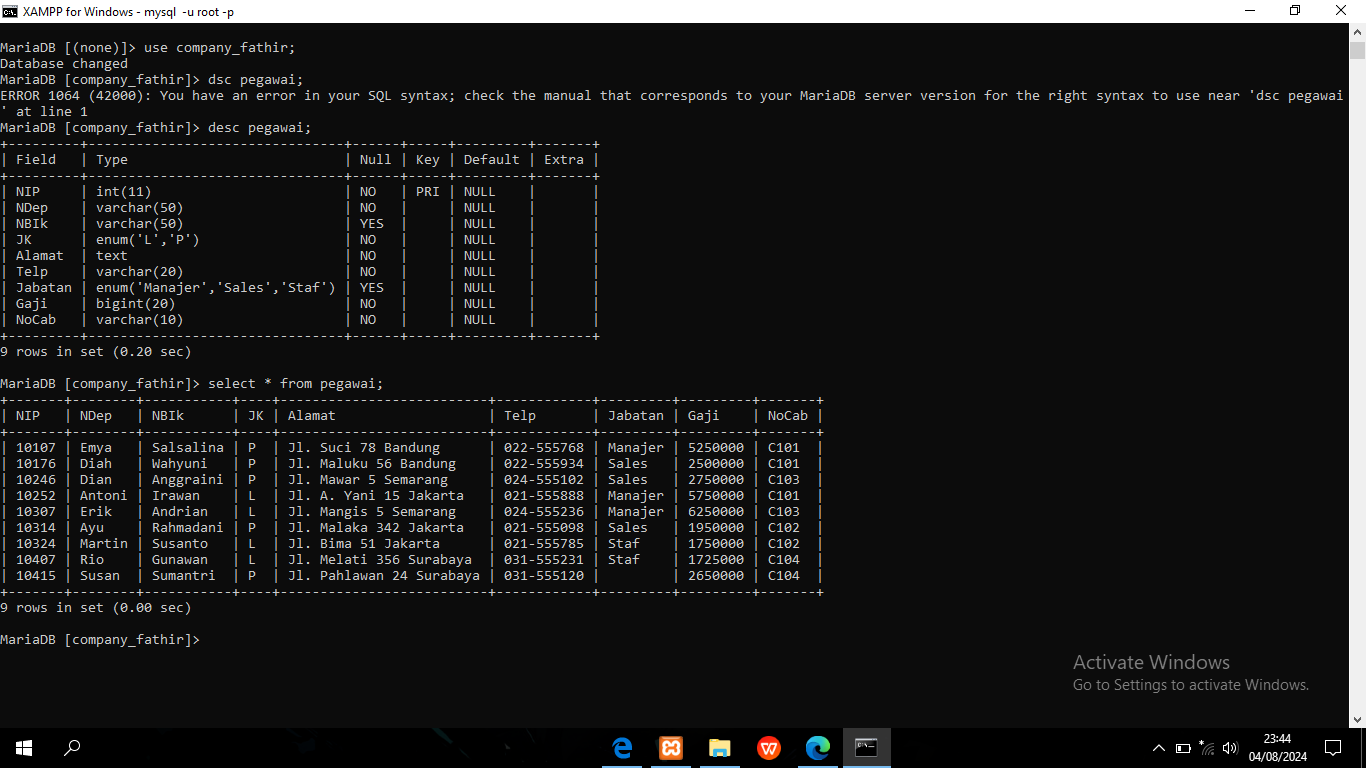 XAMPP for Windows - mysql -u root -p
MariaDB [(none)]> use company_fathir;
Database changed
MariaDB [company_fathir]> dsc pegawai;
ERROR 1064 (42000): You have an error in your SQL syntax; check the manual that corresponds to your MariaDB server version for the right syntax to use near 'dsc pegawai
' at line 1
MariaDB [company_fathir]> desc pegawai;
+---------+--------------------------------+------+-----+---------+-------+
| Field   | Type                           | Null | Key | Default | Extra |
+---------+--------------------------------+------+-----+---------+-------+
| NIP     | int(11)                        | NO   | PRI | NULL    |       |
| NDep    | varchar(50)                    | NO   |     | NULL    |       |
| NBIk    | varchar(50)                    | YES  |     | NULL    |       |
| JK      | enum('L','P')                  | NO   |     | NULL    |       |
| Alamat  | text                           | NO   |     | NULL    |       |
| Telp    | varchar(20)                    | NO   |     | NULL    |       |
| Jabatan | enum('Manajer','Sales','Staf') | YES  |     | NULL    |       |
| Gaji    | bigint(20)                     | NO   |     | NULL    |       |
| NoCab   | varchar(10)                    | NO   |     | NULL    |       |
+---------+--------------------------------+------+-----+---------+-------+
9 rows in set (0.20 sec)
MariaDB [company_fathir]> select * from pegawai;
+-------+--------+-----------+----+--------------------------+------------+---------+---------+-------+
| NIP   | NDep   | NBIk      | JK | Alamat                   | Telp       | Jabatan | Gaji    | NoCab |
+-------+--------+-----------+----+--------------------------+------------+---------+---------+-------+
| 10107 | Emya   | Salsalina | P  | Jl. Suci 78 Bandung      | 022-555768 | Manajer | 5250000 | C101  |
| 10176 | Diah   | Wahyuni   | P  | Jl. Maluku 56 Bandung    | 022-555934 | Sales   | 2500000 | C101  |
| 10246 | Dian   | Anggraini | P  | Jl. Mawar 5 Semarang     | 024-555102 | Sales   | 2750000 | C103  |
| 10252 | Antoni | Irawan    | L  | Jl. A. Yani 15 Jakarta   | 021-555888 | Manajer | 5750000 | C101  |
| 10307 | Erik   | Andrian   | L  | Jl. Mangis 5 Semarang    | 024-555236 | Manajer | 6250000 | C103  |
| 10314 | Ayu    | Rahmadani | P  | Jl. Malaka 342 Jakarta   | 021-555098 | Sales   | 1950000 | C102  |
| 10324 | Martin | Susanto   | L  | Jl. Bima 51 Jakarta      | 021-555785 | Staf    | 1750000 | C102  |
| 10407 | Rio    | Gunawan   | L  | Jl. Melati 356 Surabaya  | 031-555231 | Staf    | 1725000 | C104  |
| 10415 | Susan  | Sumantri  | P  | Jl. Pahlawan 24 Surabaya | 031-555120 |         | 2650000 | C104  |
+-------+--------+-----------+----+--------------------------+------------+---------+---------+-------+
9 rows in set (0.00 sec)
MariaDB [company_fathir]>
Activate Windows
Go to Settings to activate Windows.
23:44
04/08/2024